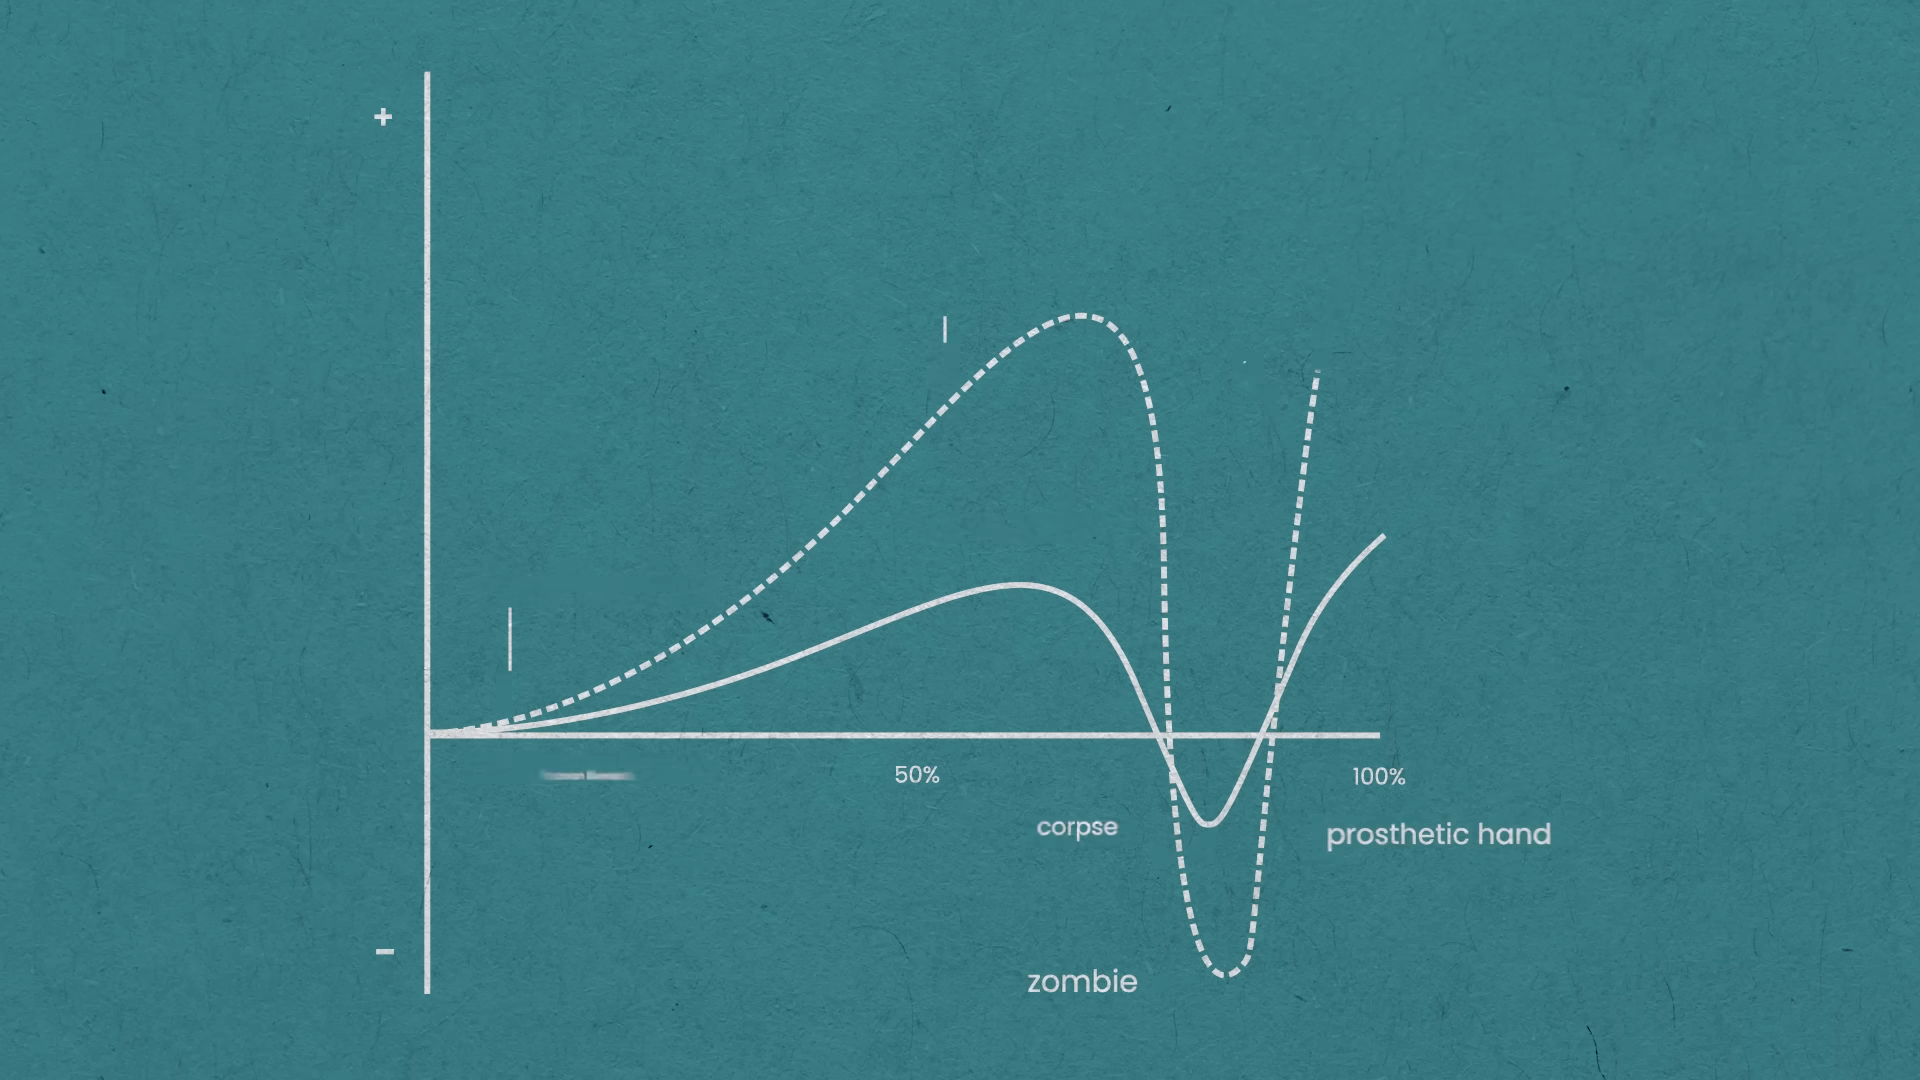 +
50%
100%
corpse
prosthetic hand
−
zombie